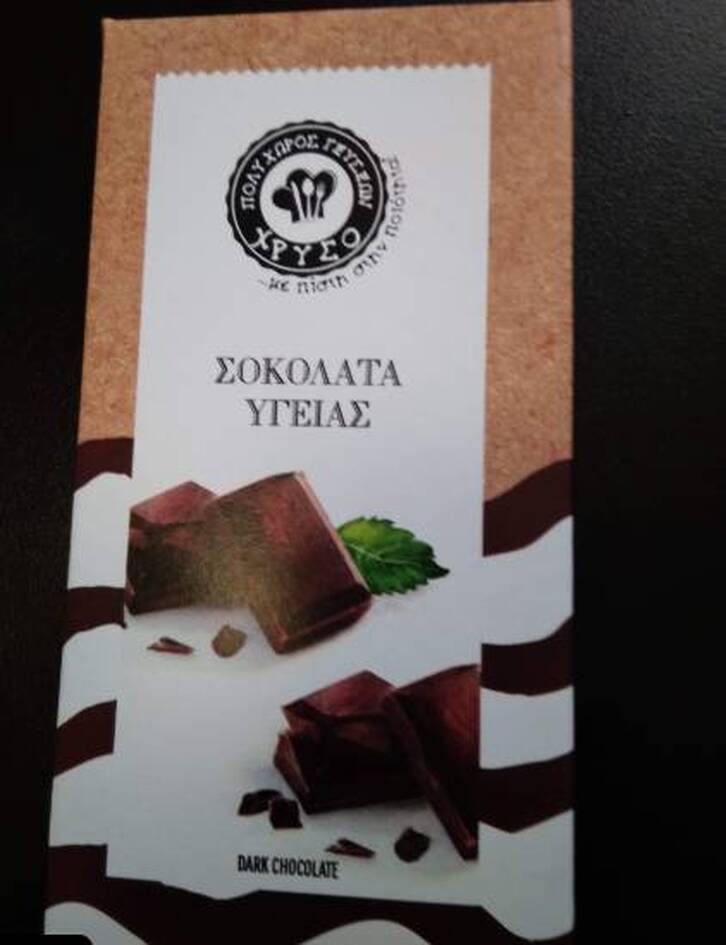 ΠΟΛΥΧΩΡΟΣ ΓΕΥΣΕΩΝ
ΧΡΥΣΟ
...με πίστη στην ποιότητα
ΣΟΚΟΛΑΤΑ
ΥΓΕΙΑΣ
DARK CHOCOLATE